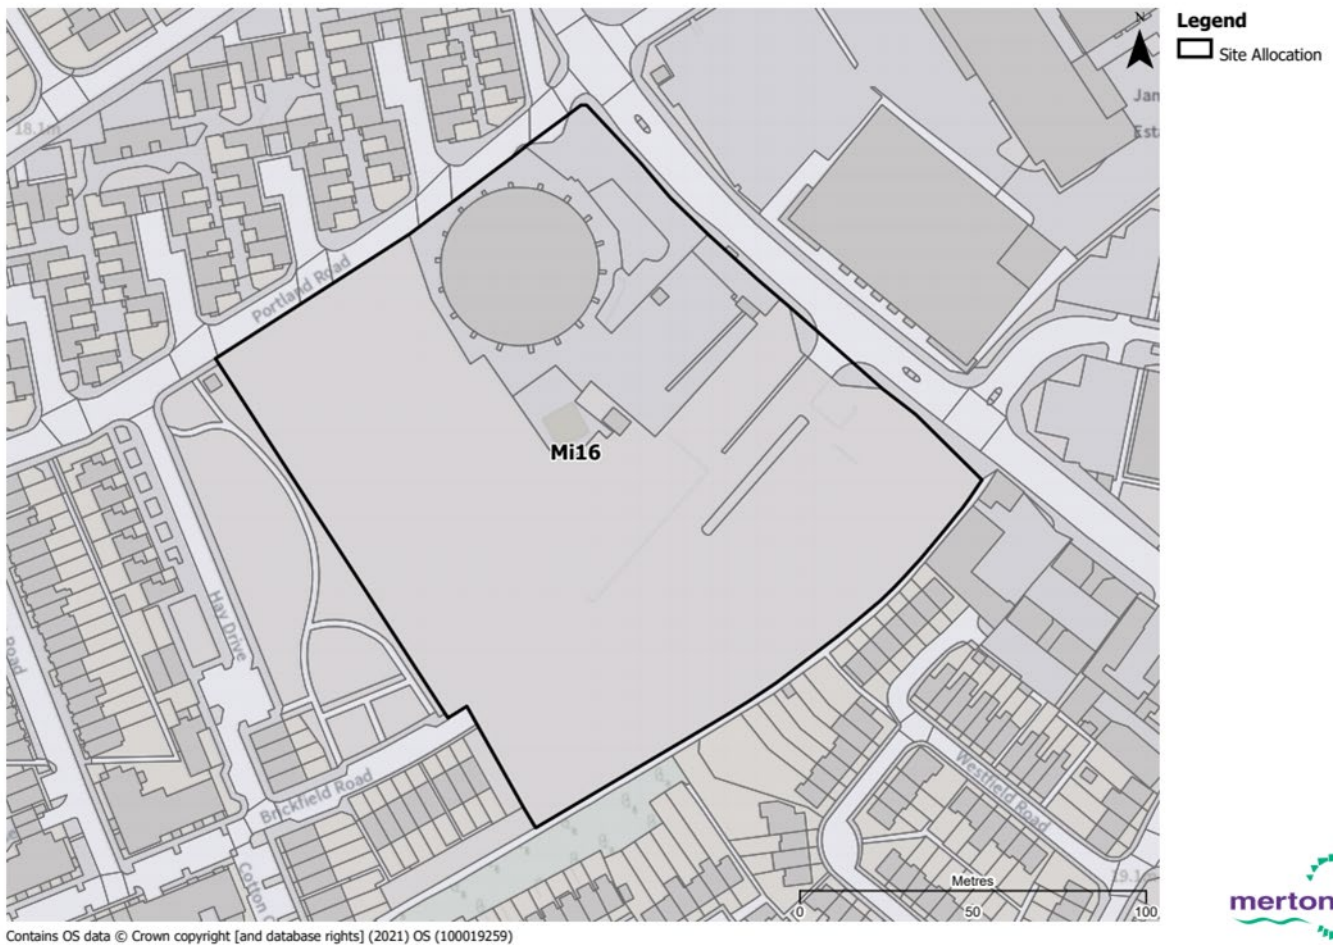 N
Legend
Site Allocation
Jan
Esta
18.1m
Portland Road
Mi16
Hay Drive
Road
Brickfield Road
Westfield Road
Cotton C
19.1m
Metres
0 50 100
merton
Contains OS data © Crown copyright [and database rights] (2021) OS (100019259)